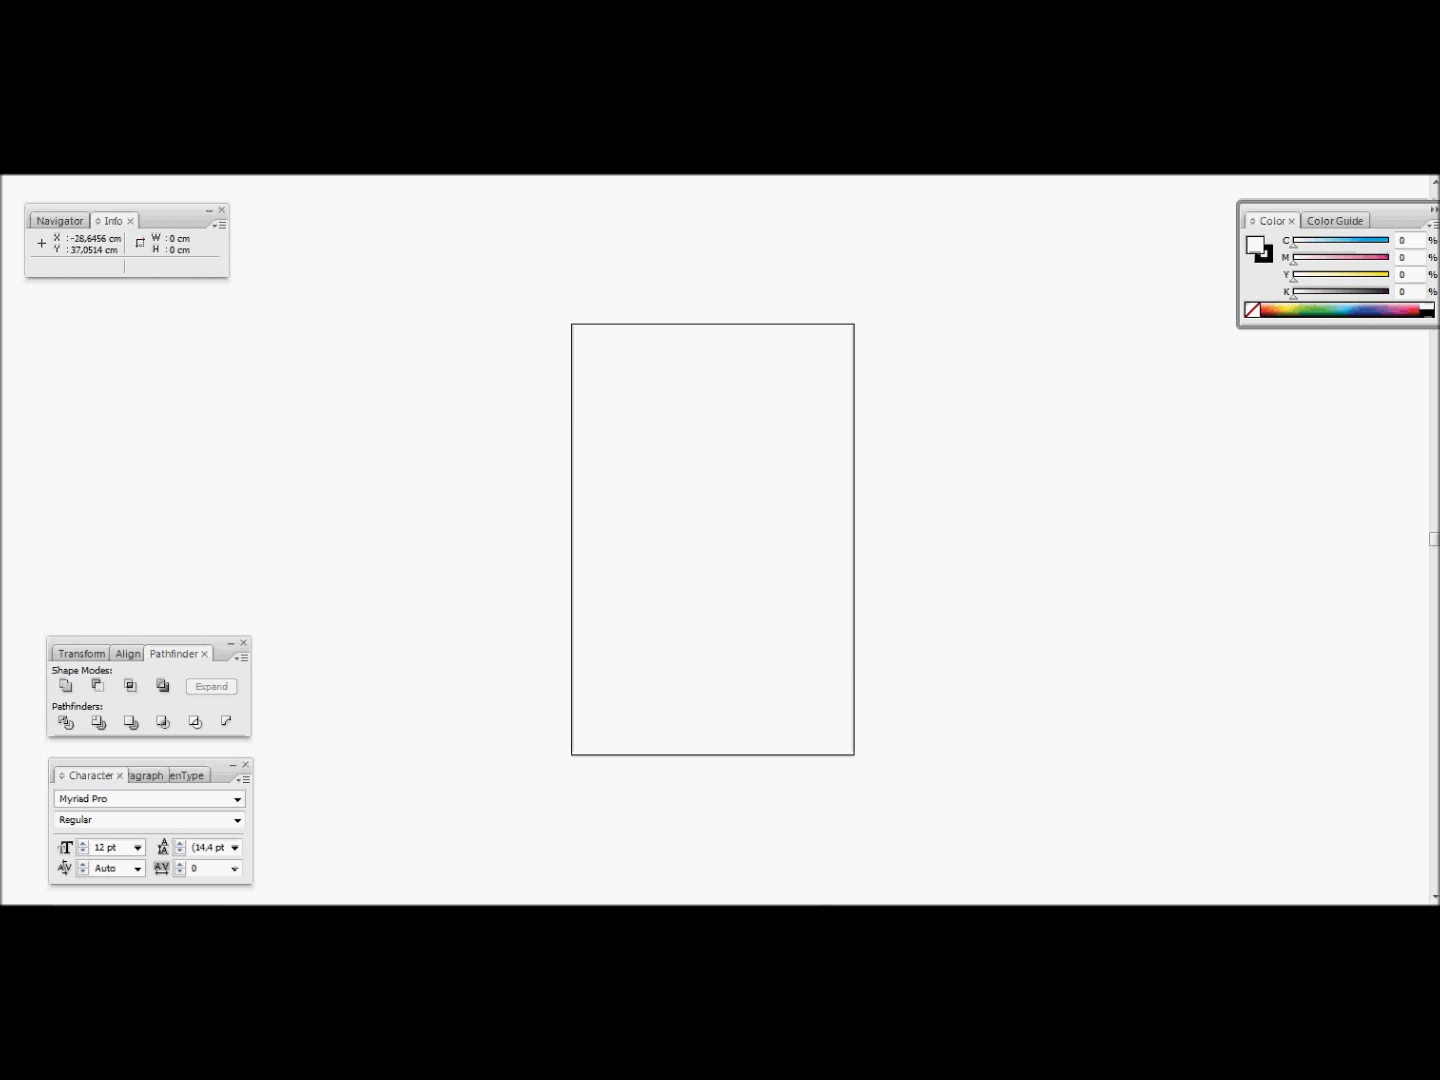 Navigator Info
X :-28,6456 cm W :0 cm
Y :37,0514 cm H :0 cm
Color Color Guide
C 0 %
M 0 %
Y 0 %
K 0 %
Transform Align Pathfinder
Shape Modes:
Expand
Pathfinders:
Character aragraph enType
Myriad Pro
Regular
12 pt (14,4 pt
Auto 0